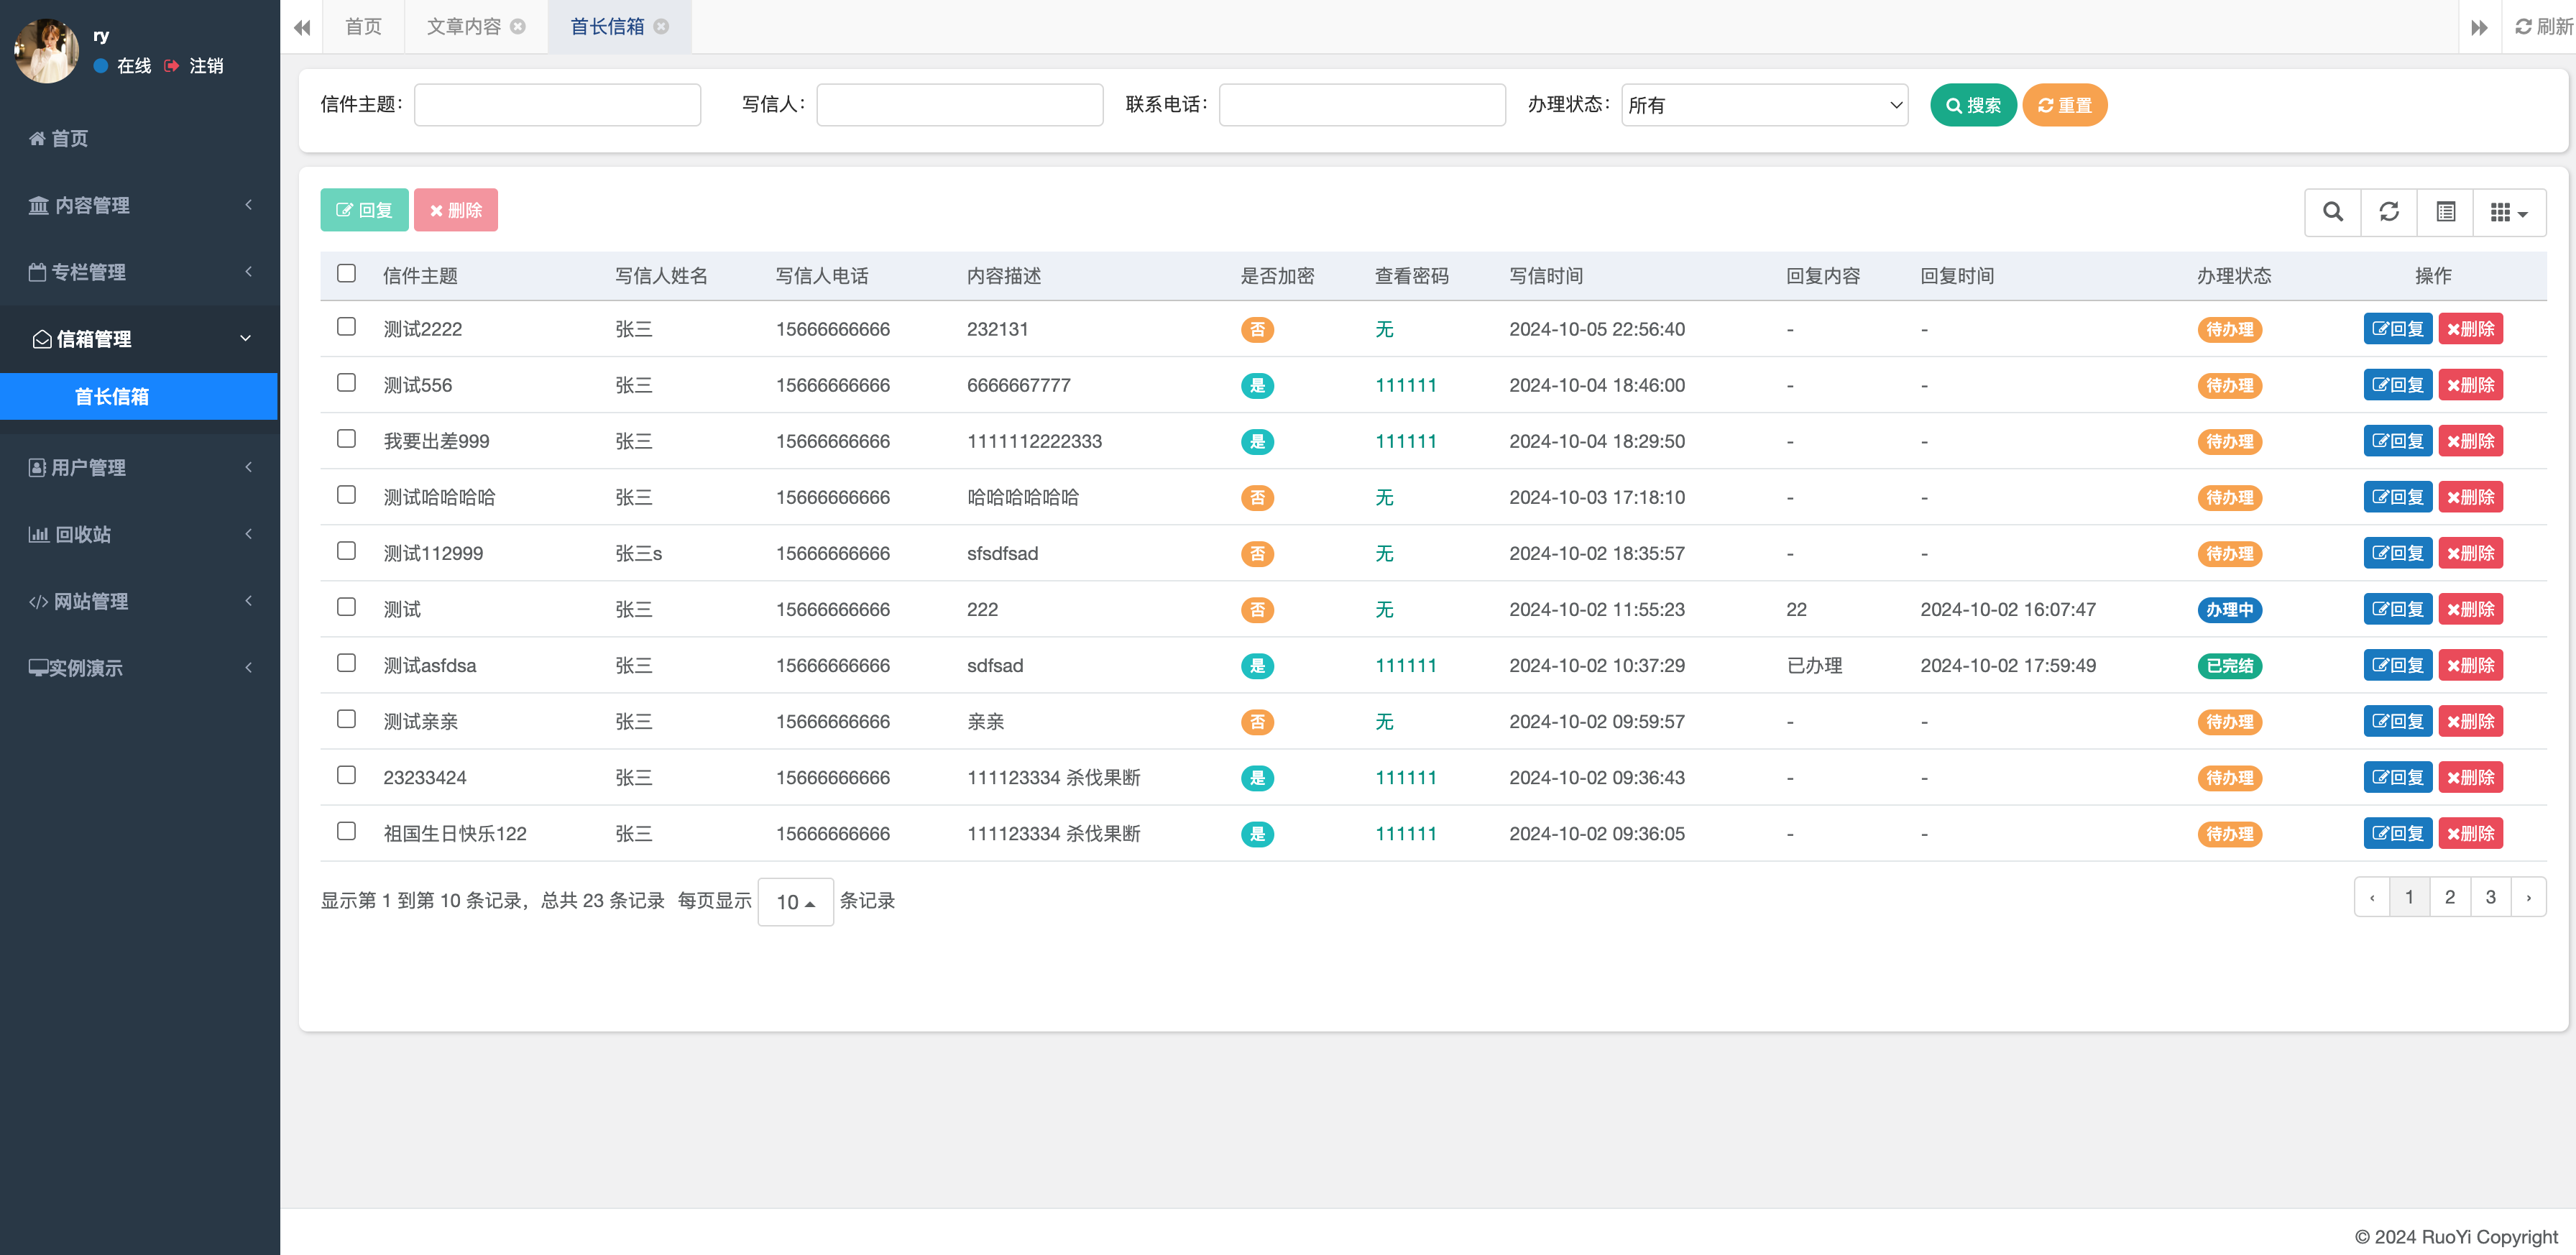 ry
在线 注销
首页
内容管理
专栏管理
信箱管理
首长信箱
用户管理
回收站
网站管理
实例演示
首页 文章内容 首长信箱 刷新
信件主题： 写信人： 联系电话： 办理状态： 所有 搜索 重置
回复 删除
信件主题 写信人姓名 写信人电话 内容描述 是否加密 查看密码 写信时间 回复内容 回复时间 办理状态 操作
测试2222 张三 15666666666 232131 否 无 2024-10-05 22:56:40 - - 待办理 回复 删除
测试556 张三 15666666666 6666667777 是 111111 2024-10-04 18:46:00 - - 待办理 回复 删除
我要出差999 张三 15666666666 1111112222333 是 111111 2024-10-04 18:29:50 - - 待办理 回复 删除
测试哈哈哈哈 张三 15666666666 哈哈哈哈哈哈 否 无 2024-10-03 17:18:10 - - 待办理 回复 删除
测试112999 张三s 15666666666 sfsdfsad 否 无 2024-10-02 18:35:57 - - 待办理 回复 删除
测试 张三 15666666666 222 否 无 2024-10-02 11:55:23 22 2024-10-02 16:07:47 办理中 回复 删除
测试asfdsa 张三 15666666666 sdfsad 是 111111 2024-10-02 10:37:29 已办理 2024-10-02 17:59:49 已完结 回复 删除
测试亲亲 张三 15666666666 亲亲 否 无 2024-10-02 09:59:57 - - 待办理 回复 删除
23233424 张三 15666666666 111123334 杀伐果断 是 111111 2024-10-02 09:36:43 - - 待办理 回复 删除
祖国生日快乐122 张三 15666666666 111123334 杀伐果断 是 111111 2024-10-02 09:36:05 - - 待办理 回复 删除
显示第 1 到第 10 条记录，总共 23 条记录 每页显示 10 条记录 ‹ 1 2 3 ›
© 2024 RuoYi Copyright